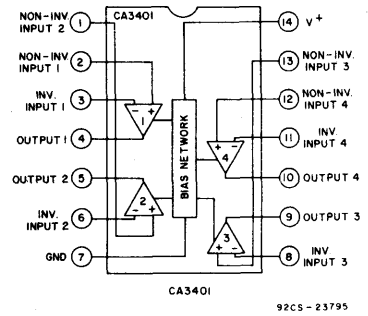 CA3401
NON-INV.
INPUT 2
1
NON-INV.
INPUT 1
2
INV.
INPUT 1
3
OUTPUT 1
4
OUTPUT 2
5
INV.
INPUT 2
6
GND
7
- +
1
2
- +
BIAS NETWORK
+ -
4
3
+ -
14
V+
13
NON-INV.
INPUT 3
12
NON-INV.
INPUT 4
11
INV.
INPUT 4
10
OUTPUT 4
9
OUTPUT 3
8
INV
INPUT 3
CA3401
92CS-23795